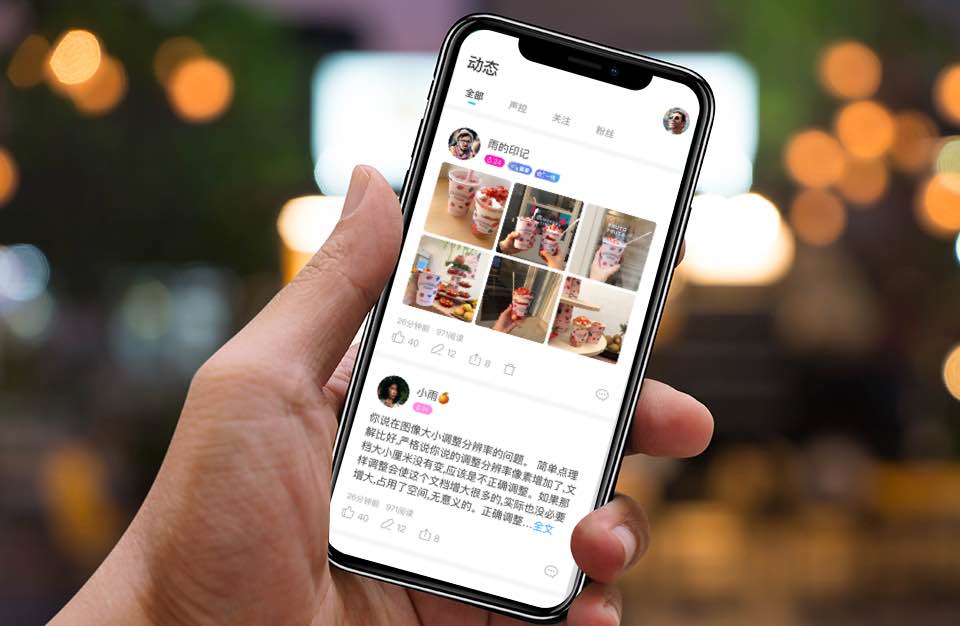 动态
全部 声控 关注 粉丝
雨的印记
24
26分钟前 971阅读
40 12 8
小雨
24
你说在图像大小调整分辨率的问题。 简单点理
解比好,严格说你说的调整分辨率像素增加了,文
档大小厘米没有变,应该是不正确调整。如果那
样调整会使这个文档增大很多的,实际也没必要
增大,占用了空间,无意义的。正确调整...全文
26分钟前 971阅读
40 12 8